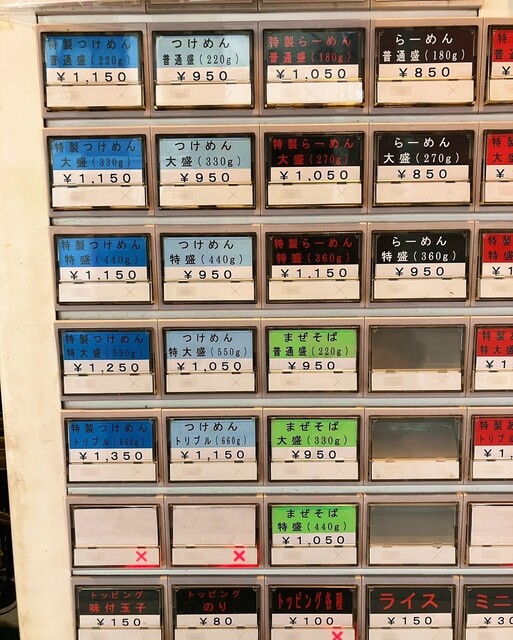 特製つけめん
普通盛(220g)
¥1,150
つけめん
普通盛(220g)
¥950
特製らーめん
普通盛(180g)
¥1,050
らーめん
普通盛(180g)
¥850
特製つけめん
大盛(330g)
¥1,150
つけめん
大盛(330g)
¥950
特製らーめん
大盛(270g)
¥1,050
らーめん
大盛(270g)
¥850
特製つけめん
特盛(440g)
¥1,150
つけめん
特盛(440g)
¥950
特製らーめん
特盛(360g)
¥1,150
らーめん
特盛(360g)
¥950
特製つけめん
特大盛(550g)
¥1,250
つけめん
特大盛(550g)
¥1,050
まぜそば
普通盛(220g)
¥950
特製つけめん
トリプル(660g)
¥1,350
つけめん
トリプル(660g)
¥1,150
まぜそば
大盛(330g)
¥950
まぜそば
特盛(440g)
¥1,050
トッピング
味付玉子
¥150
トッピング
のり
¥80
トッピング各種
¥100
ライス
¥150
ミニ